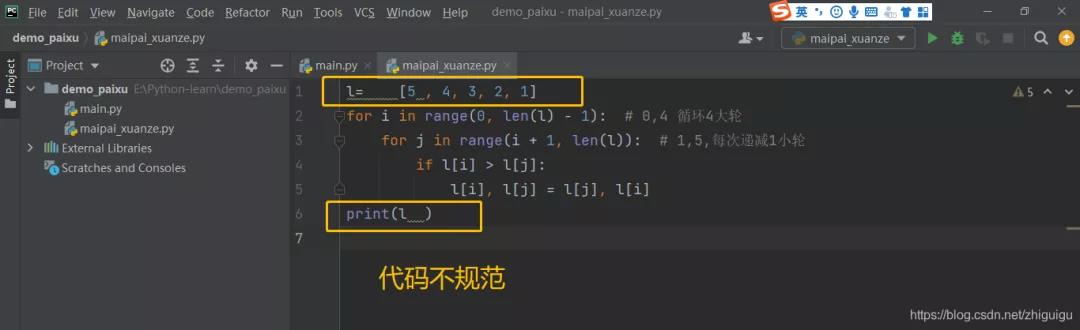 PC File Edit View Navigate Code Refactor Run Tools VCS Window Help demo_paixu - maipai_xuanze.py
英
demo_paixu maipai_xuanze.py maipai_xuanze
Project
Project main.py maipai_xuanze.py
demo_paixu E:\Python-learn\demo_paixu
main.py
maipai_xuanze.py
External Libraries
Scratches and Consoles
1 l=    [5 , 4, 3, 2, 1]
2 for i in range(0, len(l) - 1):  # 0,4 循环4大轮
3     for j in range(i + 1, len(l)):  # 1,5,每次递减1小轮
4         if l[i] > l[j]:
5             l[i], l[j] = l[j], l[i]
6 print(l  )
7
5
代码不规范
https://blog.csdn.net/zhiguigu